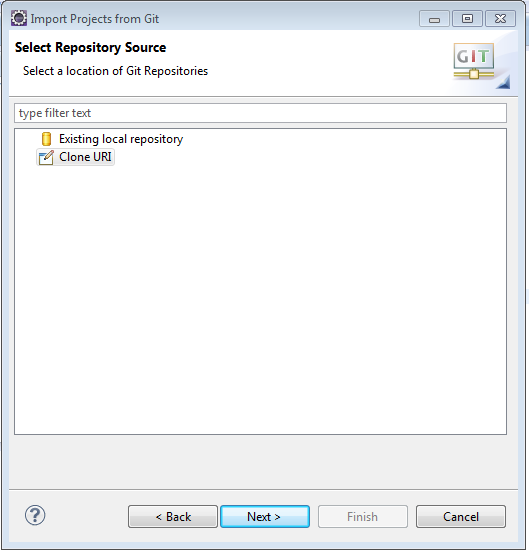 Import Projects from Git
Select Repository Source
Select a location of Git Repositories
GIT
type filter text
Existing local repository
Clone URI
?
< Back
Next >
Finish
Cancel